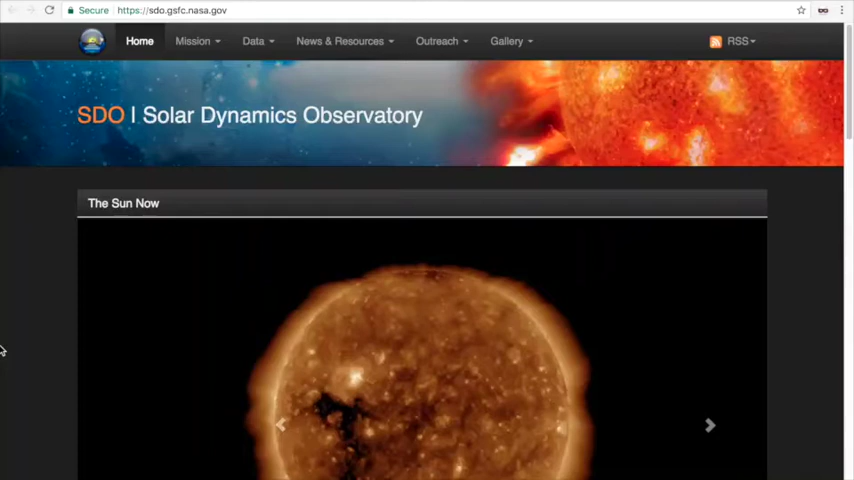 Secure https://sdo.gsfc.nasa.gov
Home Mission Data News & Resources Outreach Gallery RSS
SDO | Solar Dynamics Observatory
The Sun Now